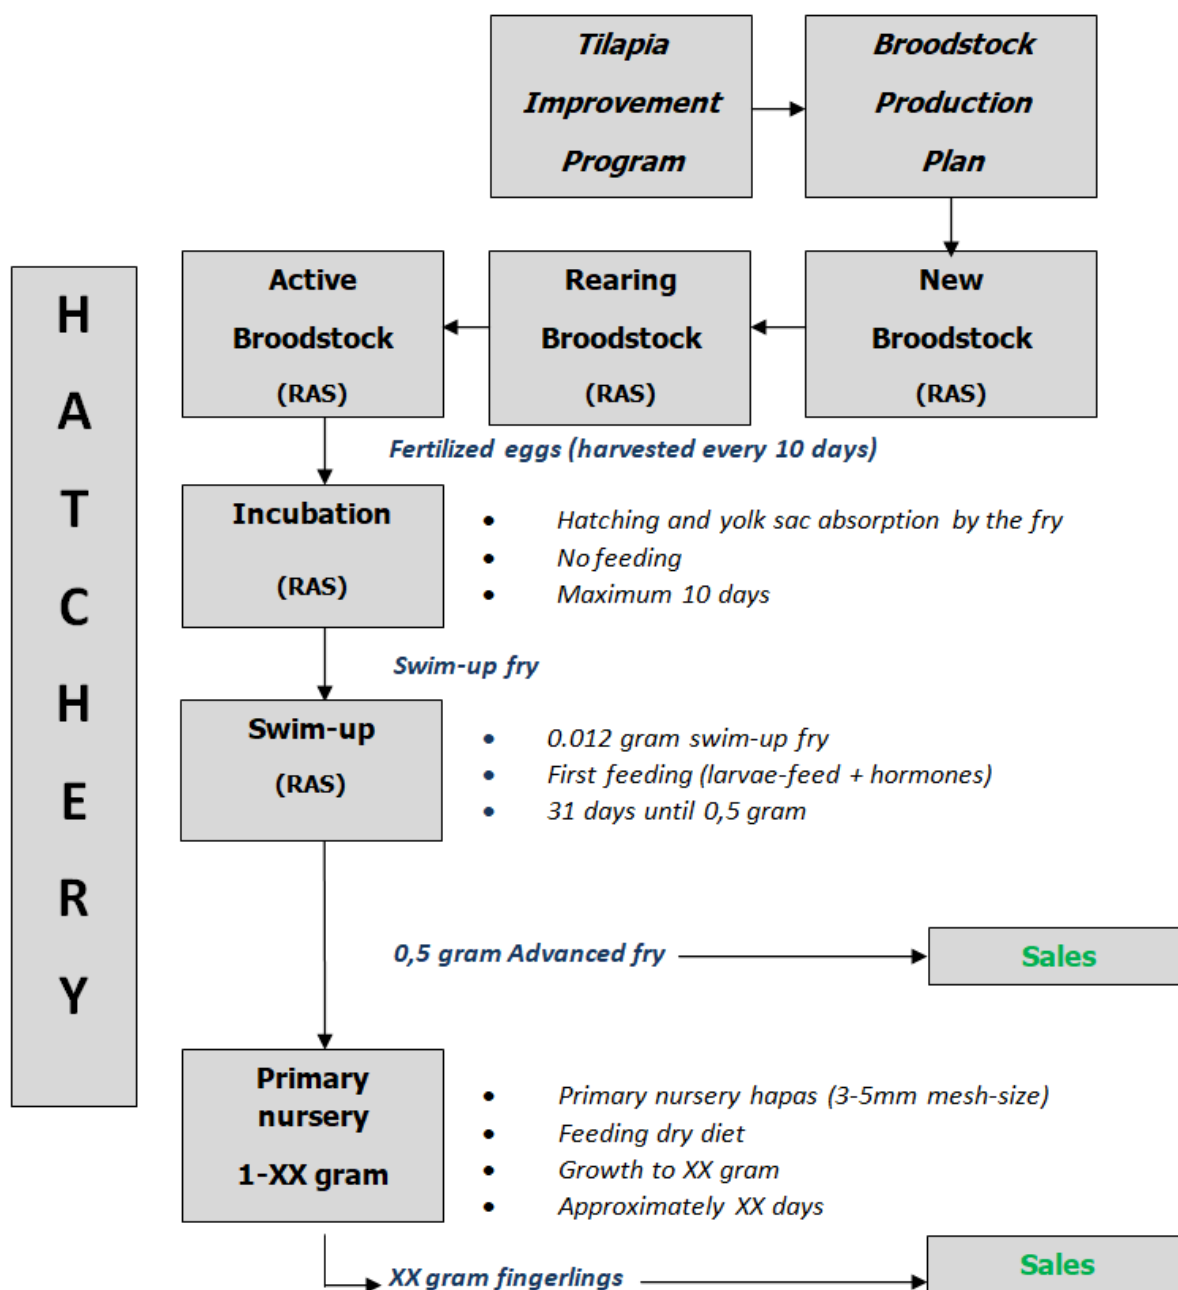 Tilapia
Improvement
Program
Broodstock
Production
Plan
HATCHERY
Active
Broodstock
(RAS)
Rearing
Broodstock
(RAS)
New
Broodstock
(RAS)
Fertilized eggs (harvested every 10 days)
Incubation
(RAS)
• Hatching and yolk sac absorption by the fry
• No feeding
• Maximum 10 days
Swim-up fry
Swim-up
(RAS)
• 0.012 gram swim-up fry
• First feeding (larvae-feed + hormones)
• 31 days until 0,5 gram
0,5 gram Advanced fry
Sales
Primary
nursery
1-XX gram
• Primary nursery hapas (3-5mm mesh-size)
• Feeding dry diet
• Growth to XX gram
• Approximately XX days
XX gram fingerlings
Sales